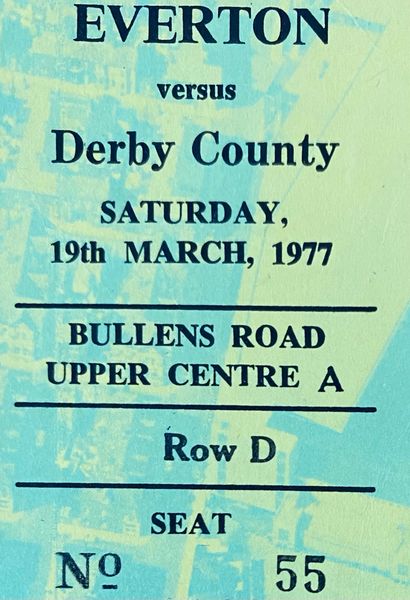 EVERTON
versus
Derby County
SATURDAY,
19th MARCH, 1977
BULLENS ROAD
UPPER CENTRE A
Row D
SEAT
Nº 55